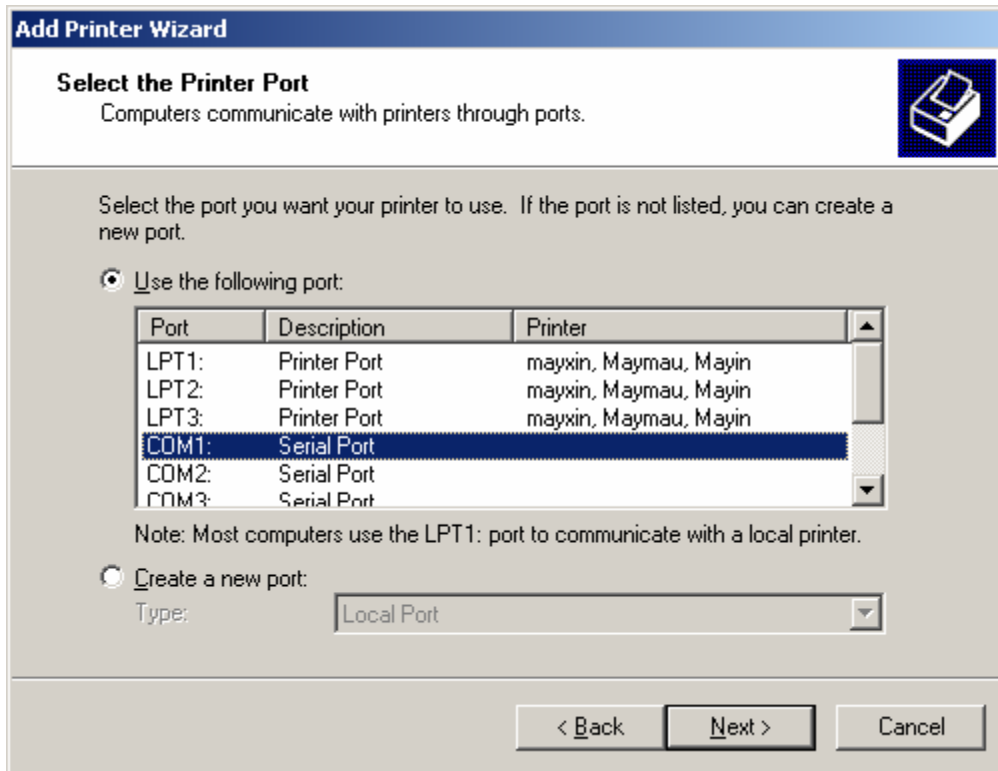 Add Printer Wizard
Select the Printer Port
Computers communicate with printers through ports.
Select the port you want your printer to use.  If the port is not listed, you can create a
new port.
Use the following port:
Port Description Printer
LPT1: Printer Port mayxin, Maymau, Mayin
LPT2: Printer Port mayxin, Maymau, Mayin
LPT3: Printer Port mayxin, Maymau, Mayin
COM1: Serial Port
COM2: Serial Port
COM3: Serial Port
Note: Most computers use the LPT1: port to communicate with a local printer.
Create a new port:
Type: Local Port
< Back Next > Cancel